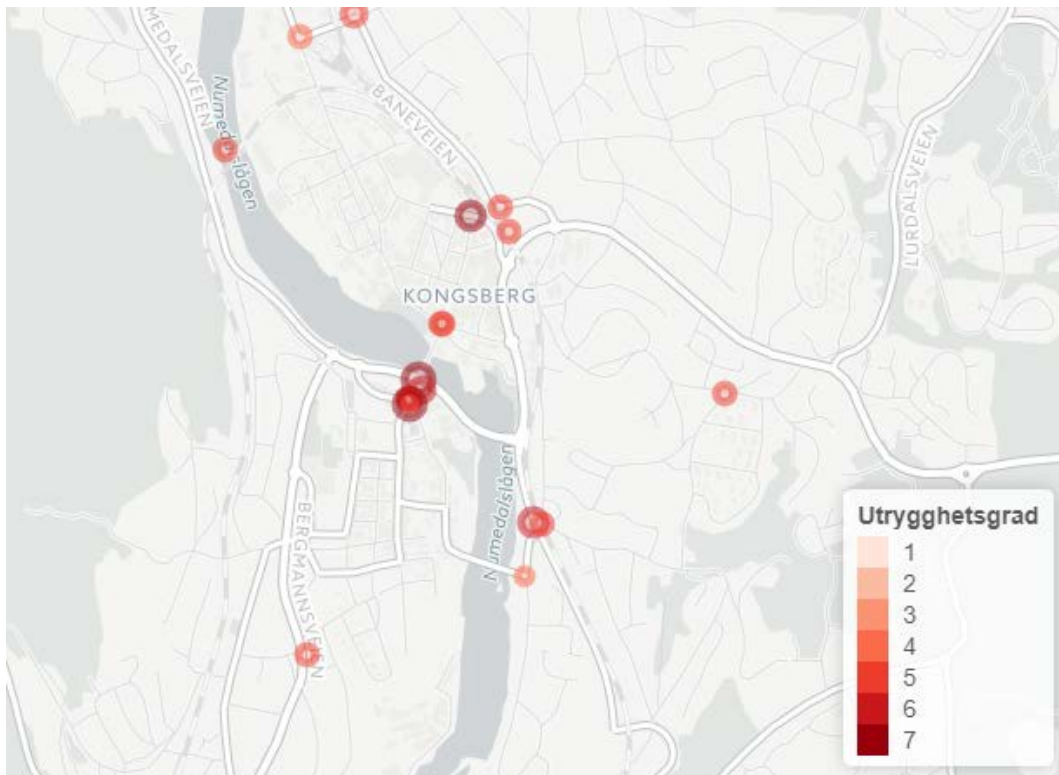 MEDALSVEIEN
Numedalslågen
BANEVEIEN
LURDALSVEIEN
KONGSBERG
Numedalslågen
BERGMANNSVEIEN
Utrygghetsgrad
1
2
3
4
5
6
7